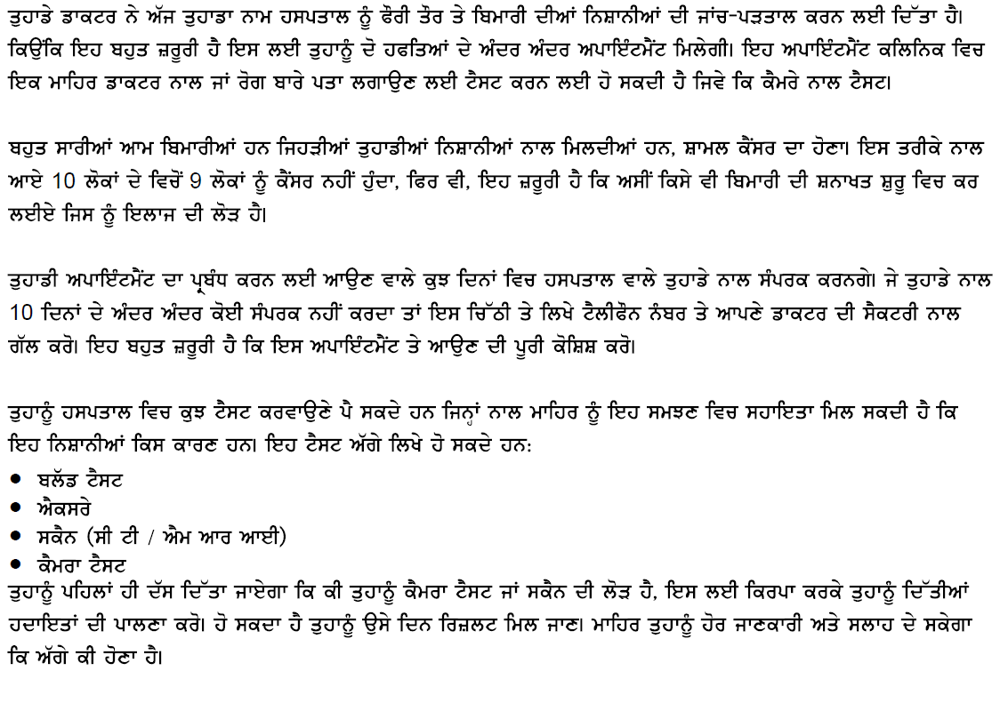 ਤੁਹਾਡੇ ਡਾਕਟਰ ਨੇ ਅੱਜ ਤੁਹਾਡਾ ਨਾਮ ਹਸਪਤਾਲ ਨੂੰ ਫੌਰੀ ਤੌਰ ਤੇ ਬਿਮਾਰੀ ਦੀਆਂ ਨਿਸ਼ਾਨੀਆਂ ਦੀ ਜਾਂਚ-ਪੜਤਾਲ ਕਰਨ ਲਈ ਦਿੱਤਾ ਹੈ।
ਕਿਉਂਕਿ ਇਹ ਬਹੁਤ ਜ਼ਰੂਰੀ ਹੈ ਇਸ ਲਈ ਤੁਹਾਨੂੰ ਦੋ ਹਫਤਿਆਂ ਦੇ ਅੰਦਰ ਅੰਦਰ ਅਪਾਇੰਟਮੈਂਟ ਮਿਲੇਗੀ। ਇਹ ਅਪਾਇੰਟਮੈਂਟ ਕਲਿਨਿਕ ਵਿਚ
ਇਕ ਮਾਹਿਰ ਡਾਕਟਰ ਨਾਲ ਜਾਂ ਰੋਗ ਬਾਰੇ ਪਤਾ ਲਗਾਉਣ ਲਈ ਟੈਸਟ ਕਰਨ ਲਈ ਹੋ ਸਕਦੀ ਹੈ ਜਿਵੇ ਕਿ ਕੈਮਰੇ ਨਾਲ ਟੈਸਟ।
ਬਹੁਤ ਸਾਰੀਆਂ ਆਮ ਬਿਮਾਰੀਆਂ ਹਨ ਜਿਹੜੀਆਂ ਤੁਹਾਡੀਆਂ ਨਿਸ਼ਾਨੀਆਂ ਨਾਲ ਮਿਲਦੀਆਂ ਹਨ, ਸ਼ਾਮਲ ਕੈਂਸਰ ਦਾ ਹੋਣਾ। ਇਸ ਤਰੀਕੇ ਨਾਲ
ਆਏ 10 ਲੋਕਾਂ ਦੇ ਵਿਚੋਂ 9 ਲੋਕਾਂ ਨੂੰ ਕੈਂਸਰ ਨਹੀਂ ਹੁੰਦਾ, ਫਿਰ ਵੀ, ਇਹ ਜ਼ਰੂਰੀ ਹੈ ਕਿ ਅਸੀਂ ਕਿਸੇ ਵੀ ਬਿਮਾਰੀ ਦੀ ਸ਼ਨਾਖਤ ਸ਼ੁਰੂ ਵਿਚ ਕਰ
ਲਈਏ ਜਿਸ ਨੂੰ ਇਲਾਜ ਦੀ ਲੋੜ ਹੈ।
ਤੁਹਾਡੀ ਅਪਾਇੰਟਮੈਂਟ ਦਾ ਪ੍ਰਬੰਧ ਕਰਨ ਲਈ ਆਉਣ ਵਾਲੇ ਕੁਝ ਦਿਨਾਂ ਵਿਚ ਹਸਪਤਾਲ ਵਾਲੇ ਤੁਹਾਡੇ ਨਾਲ ਸੰਪਰਕ ਕਰਨਗੇ। ਜੇ ਤੁਹਾਡੇ ਨਾਲ
10 ਦਿਨਾਂ ਦੇ ਅੰਦਰ ਅੰਦਰ ਕੋਈ ਸੰਪਰਕ ਨਹੀਂ ਕਰਦਾ ਤਾਂ ਇਸ ਚਿੱਠੀ ਤੇ ਲਿਖੇ ਟੈਲੀਫੌਨ ਨੰਬਰ ਤੇ ਆਪਣੇ ਡਾਕਟਰ ਦੀ ਸੈਕਟਰੀ ਨਾਲ
ਗੱਲ ਕਰੋ। ਇਹ ਬਹੁਤ ਜ਼ਰੂਰੀ ਹੈ ਕਿ ਇਸ ਅਪਾਇੰਟਮੈਂਟ ਤੇ ਆਉਣ ਦੀ ਪੂਰੀ ਕੋਸ਼ਿਸ਼ ਕਰੋ।
ਤੁਹਾਨੂੰ ਹਸਪਤਾਲ ਵਿਚ ਕੁਝ ਟੈਸਟ ਕਰਵਾਉਣੇ ਪੈ ਸਕਦੇ ਹਨ ਜਿਨ੍ਹਾਂ ਨਾਲ ਮਾਹਿਰ ਨੂੰ ਇਹ ਸਮਝਣ ਵਿਚ ਸਹਾਇਤਾ ਮਿਲ ਸਕਦੀ ਹੈ ਕਿ
ਇਹ ਨਿਸ਼ਾਨੀਆਂ ਕਿਸ ਕਾਰਣ ਹਨ। ਇਹ ਟੈਸਟ ਅੱਗੇ ਲਿਖੇ ਹੋ ਸਕਦੇ ਹਨ:
● ਬਲੱਡ ਟੈਸਟ
● ਐਕਸਰੇ
● ਸਕੈਨ (ਸੀ ਟੀ / ਐਮ ਆਰ ਆਈ)
● ਕੈਮਰਾ ਟੈਸਟ
ਤੁਹਾਨੂੰ ਪਹਿਲਾਂ ਹੀ ਦੱਸ ਦਿੱਤਾ ਜਾਏਗਾ ਕਿ ਕੀ ਤੁਹਾਨੂੰ ਕੈਮਰਾ ਟੈਸਟ ਜਾਂ ਸਕੈਨ ਦੀ ਲੋੜ ਹੈ, ਇਸ ਲਈ ਕਿਰਪਾ ਕਰਕੇ ਤੁਹਾਨੂੰ ਦਿੱਤੀਆਂ
ਹਦਾਇਤਾਂ ਦੀ ਪਾਲਣਾ ਕਰੋ। ਹੋ ਸਕਦਾ ਹੈ ਤੁਹਾਨੂੰ ਉਸੇ ਦਿਨ ਰਿਜ਼ਲਟ ਮਿਲ ਜਾਣ। ਮਾਹਿਰ ਤੁਹਾਨੂੰ ਹੋਰ ਜਾਣਕਾਰੀ ਅਤੇ ਸਲਾਹ ਦੇ ਸਕੇਗਾ
ਕਿ ਅੱਗੇ ਕੀ ਹੋਣਾ ਹੈ।